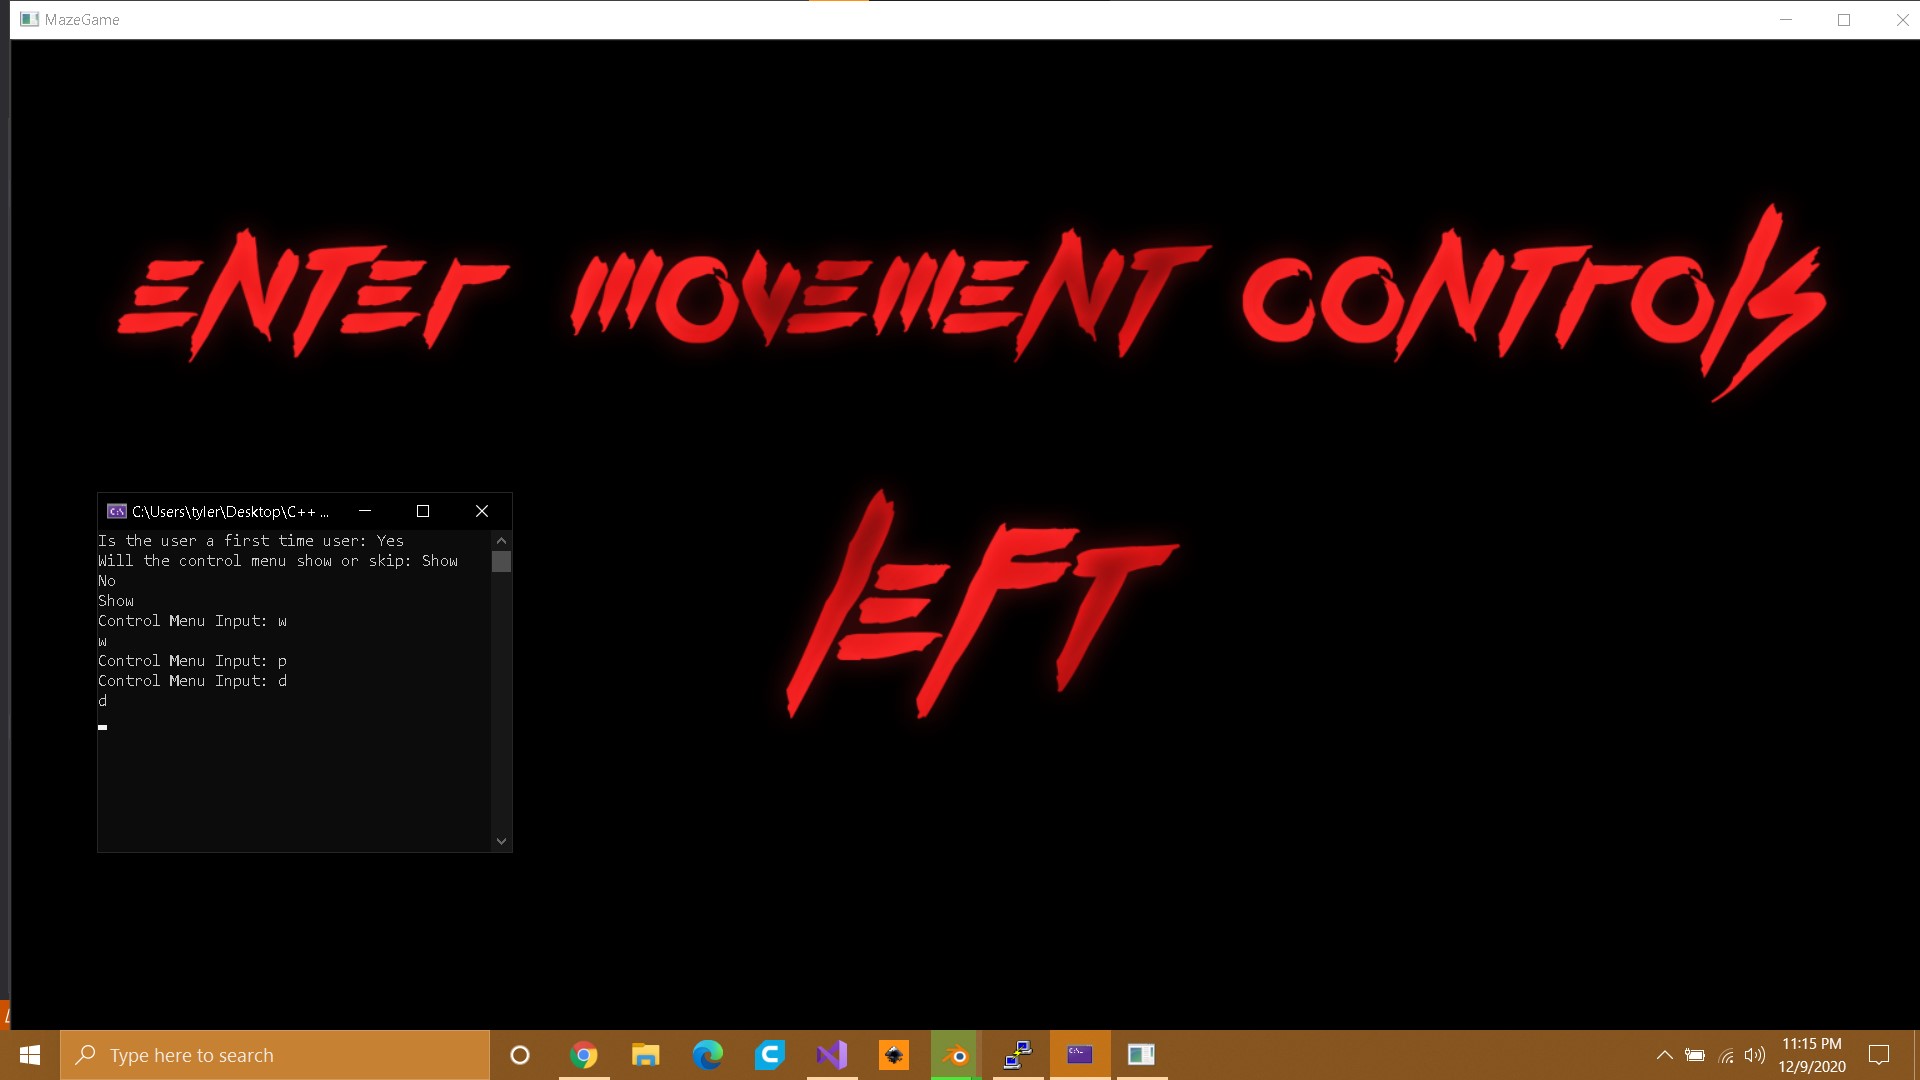 MazeGame
ENTER MOVEMENT CONTROLS
LEFT
C:\Users\tyler\Desktop\C++ ...
Is the user a first time user: Yes
Will the control menu show or skip: Show
No
Show
Control Menu Input: w
w
Control Menu Input: p
Control Menu Input: d
d
Type here to search
11:15 PM
12/9/2020